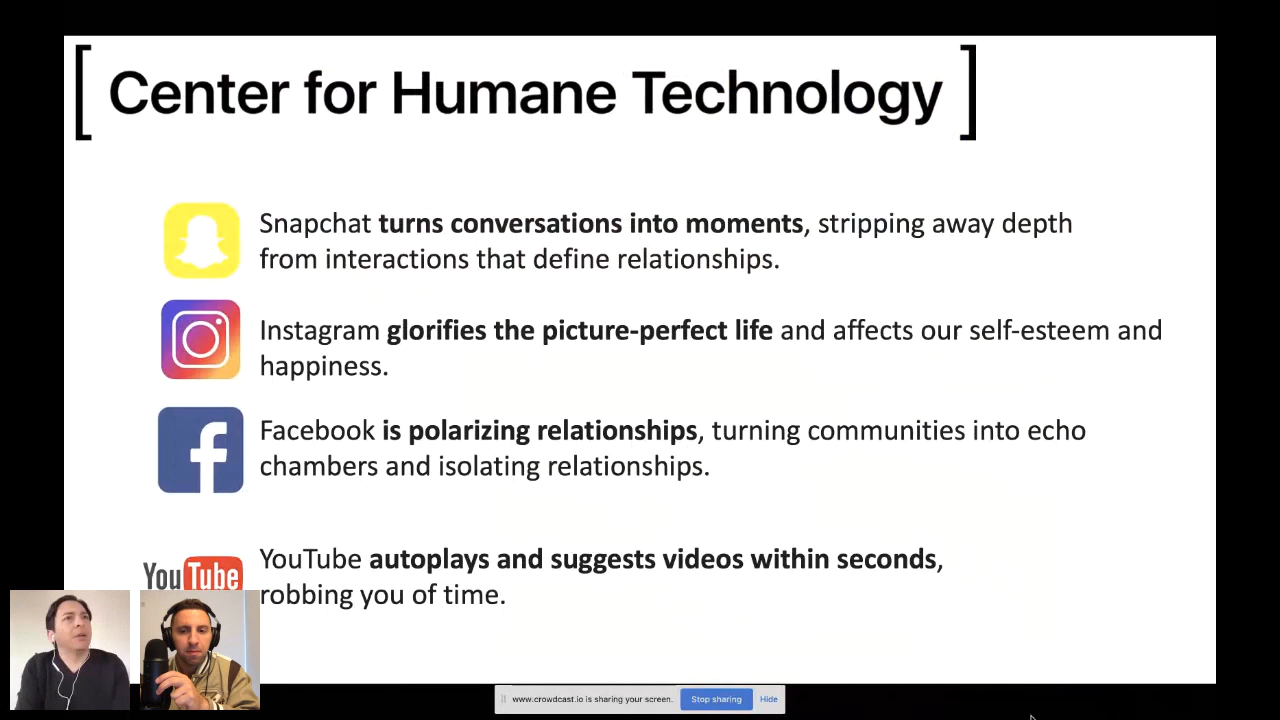 [ Center for Humane Technology ]
Snapchat turns conversations into moments, stripping away depth
from interactions that define relationships.
Instagram glorifies the picture-perfect life and affects our self-esteem and
happiness.
Facebook is polarizing relationships, turning communities into echo
chambers and isolating relationships.
YouTube
YouTube autoplays and suggests videos within seconds,
robbing you of time.
www.crowdcast.io is sharing your screen. Stop sharing Hide